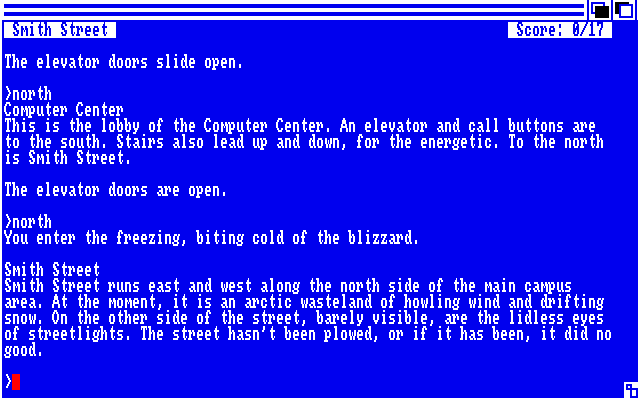 Smith Street Score: 0/17
The elevator doors slide open.
>north
Computer Center
This is the lobby of the Computer Center. An elevator and call buttons are
to the south. Stairs also lead up and down, for the energetic. To the north
is Smith Street.
The elevator doors are open.
>north
You enter the freezing, biting cold of the blizzard.
Smith Street
Smith Street runs east and west along the north side of the main campus
area. At the moment, it is an arctic wasteland of howling wind and drifting
snow. On the other side of the street, barely visible, are the lidless eyes
of streetlights. The street hasn't been plowed, or if it has been, it did no
good.
>